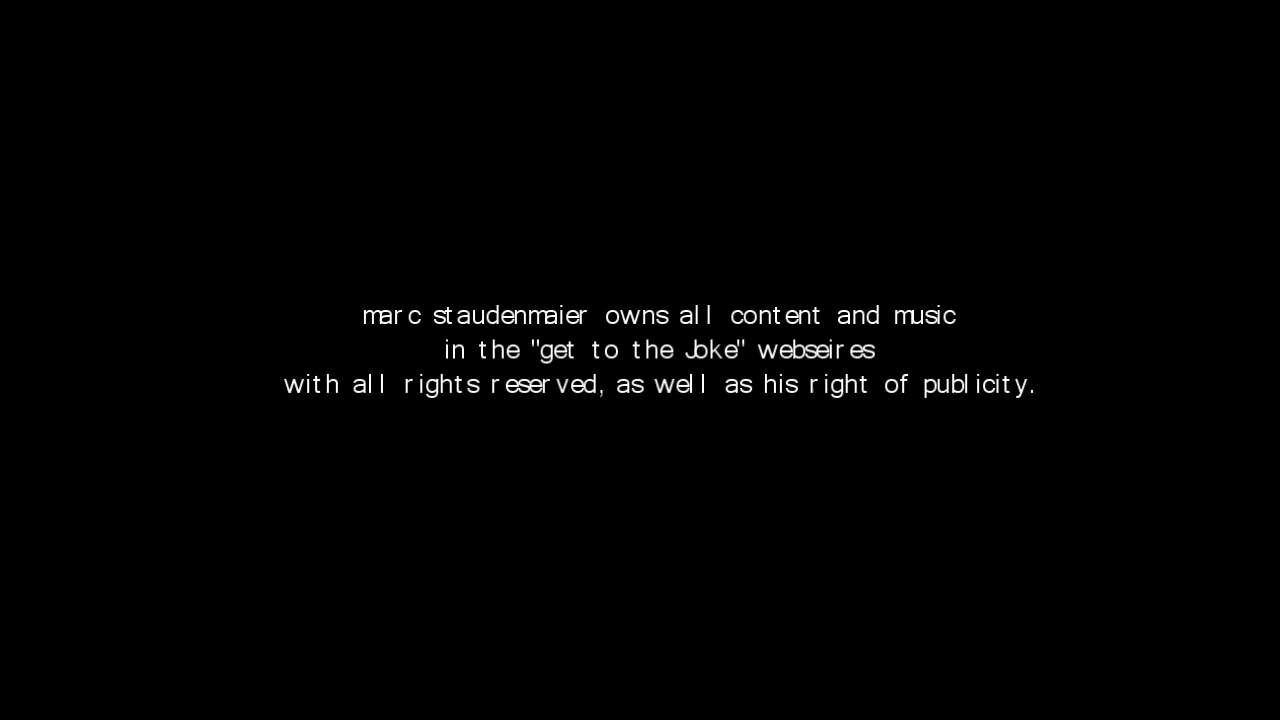 marc staudenmaier owns all content and music
in the "get to the Joke" webseires
with all rights reserved, as well as his right of publicity.